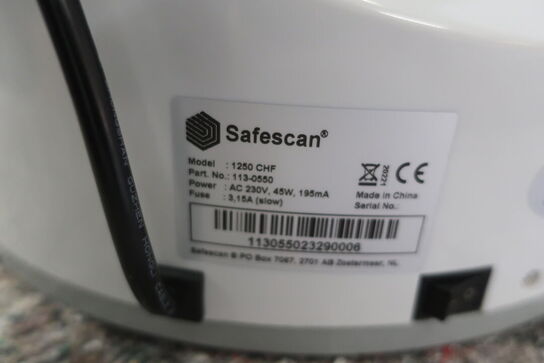 Safescan®
Model : 1250 CHF
Part. No.: 113-0550
Power : AC 230V, 45W, 195mA
Fuse : 3,15A (slow)
20221
Made in China
Serial No.:
113055023290006
Safescan ® PO Box 7067, 2701 AB Zoetermeer, NL